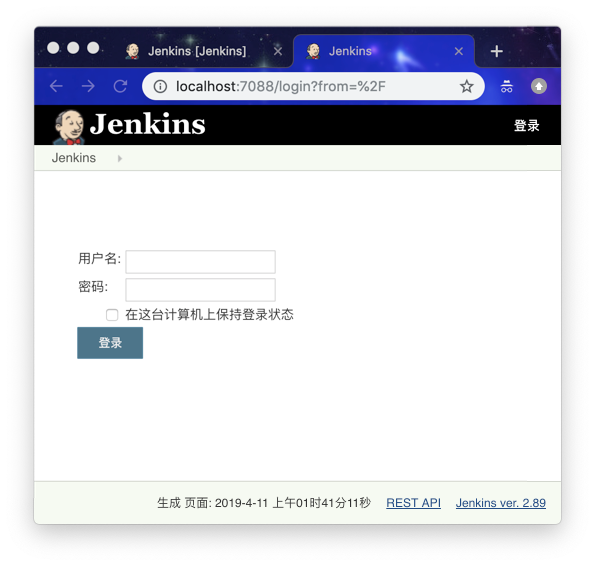 Jenkins [Jenkins]
Jenkins
localhost:7088/login?from=%2F
Jenkins
登录
Jenkins
用户名:
密码:
在这台计算机上保持登录状态
登录
生成 页面: 2019-4-11 上午01时41分11秒 REST API Jenkins ver. 2.89